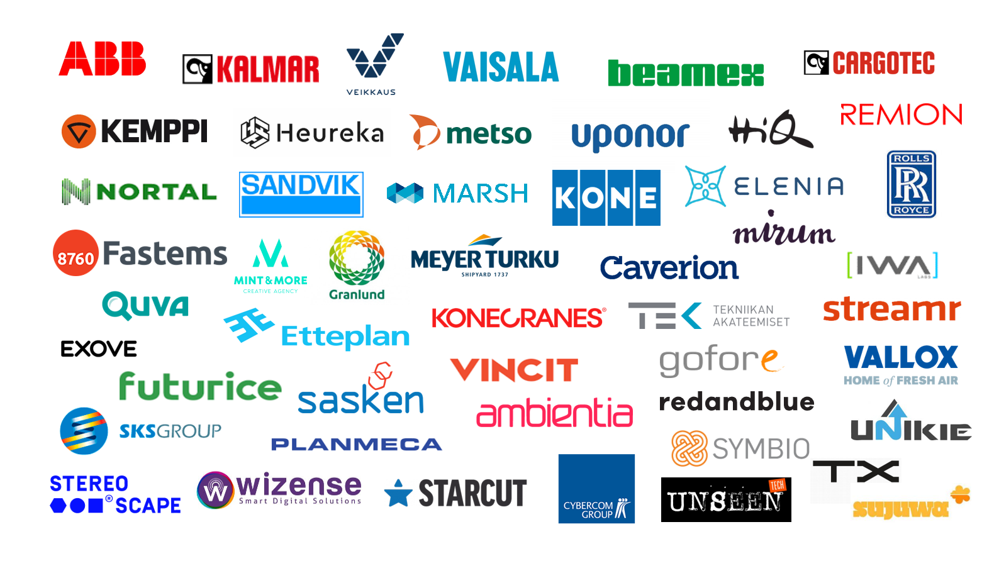 ABB
KALMAR
VEIKKAUS
VAISALA
beamex
CARGOTEC
KEMPPI
Heureka
metso
uponor
HiQ
REMION
NORTAL
SANDVIK
MARSH
KONE
ELENIA
ROLLS
RR
ROYCE
mirum
8760 Fastems
MINT & MORE
CREATIVE AGENCY
Granlund
MEYER TURKU
SHIPYARD 1737
Caverion
[IWA]
LABS
QUVA
Etteplan
KONECRANES®
TEK
TEKNIIKAN
AKATEEMISET
streamr
EXOVE
futurice
sasken
VINCIT
gofore
VALLOX
HOME of FRESH AIR
ambientia
redandblue
UNIKIE
SKSGROUP
PLANMECA
SYMBIO
STEREO
® SCAPE
W wizense
Smart Digital Solutions
STARCUT
CYBERCOM
GROUP
TECH
UNSEEN
TX
sujuwa